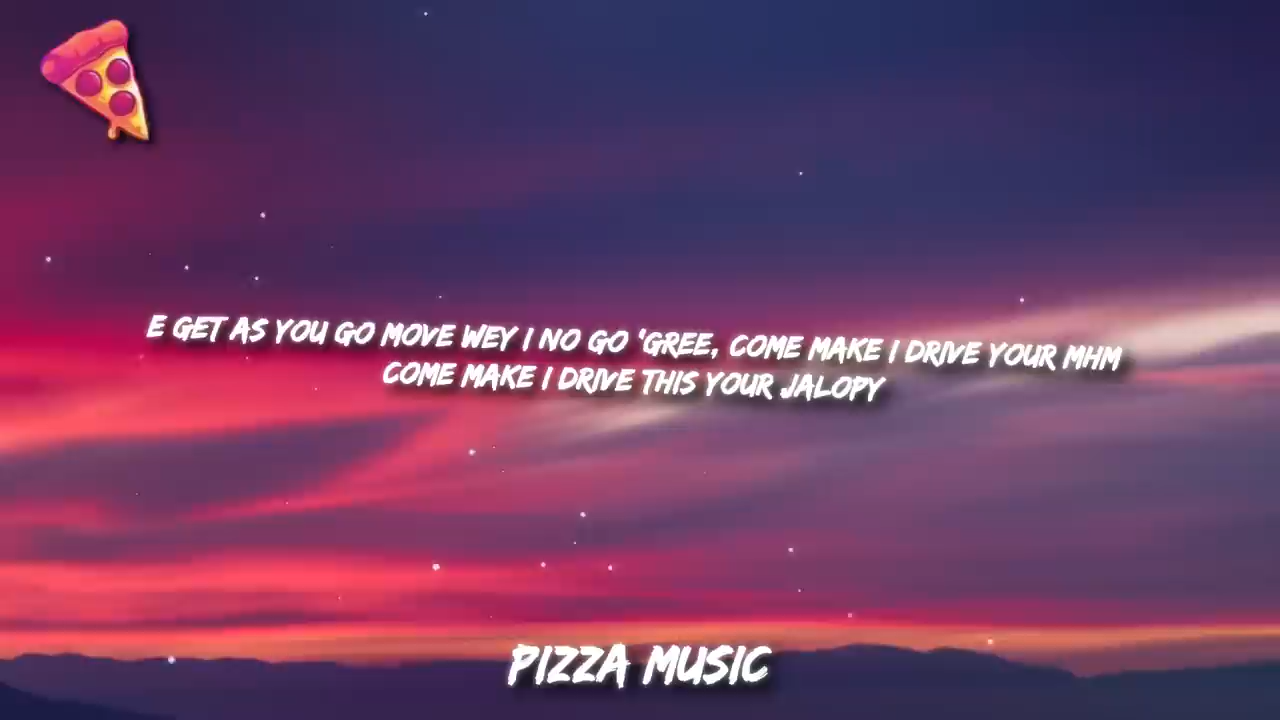 E GET AS YOU GO MOVE WEY I NO GO 'GREE, COME MAKE I DRIVE YOUR MHM
COME MAKE I DRIVE THIS YOUR JALOPY
PIZZA MUSIC